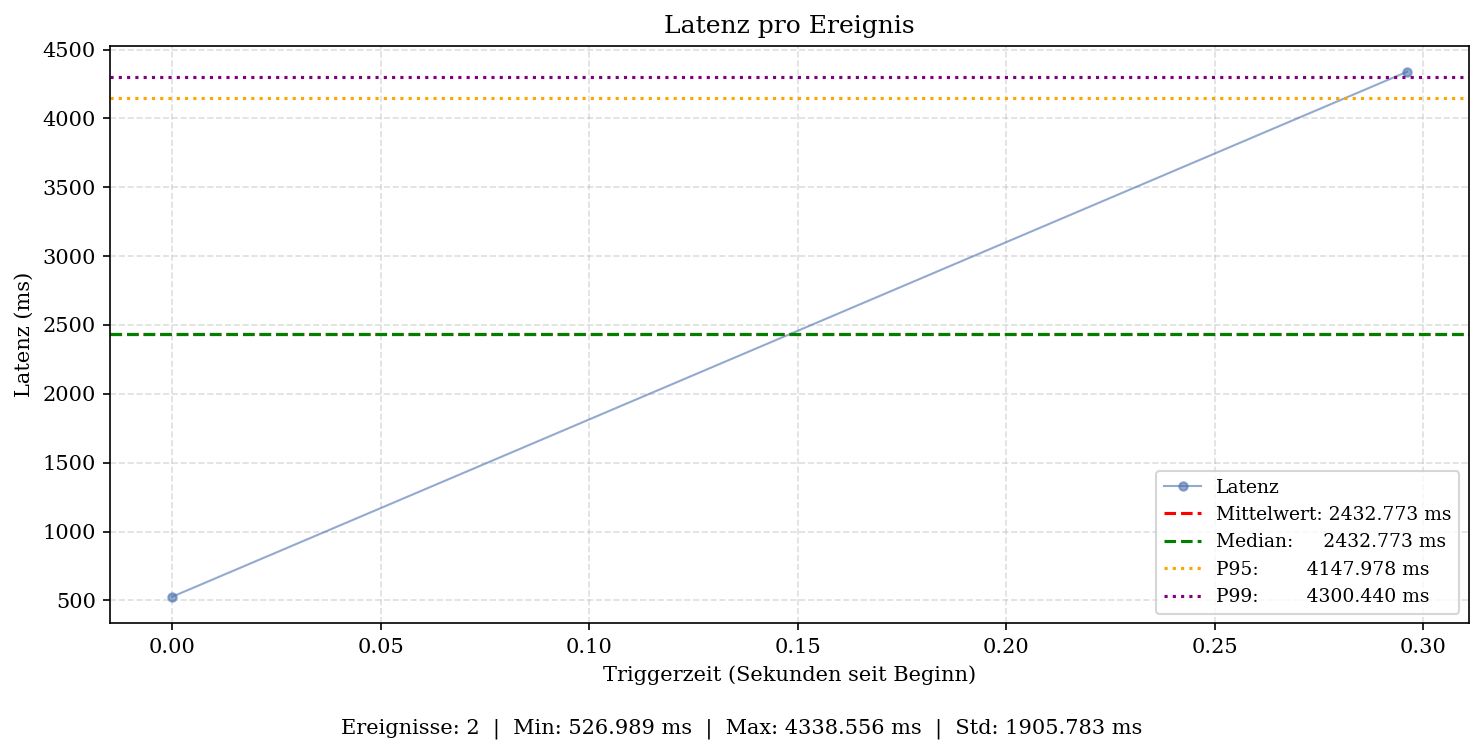 Latenz pro Ereignis
4500
4000
3500
3000
2500
2000
1500
1000
500
Latenz (ms)
Latenz
Mittelwert: 2432.773 ms
Median: 2432.773 ms
P95: 4147.978 ms
P99: 4300.440 ms
0.00 0.05 0.10 0.15 0.20 0.25 0.30
Triggerzeit (Sekunden seit Beginn)
Ereignisse: 2 | Min: 526.989 ms | Max: 4338.556 ms | Std: 1905.783 ms